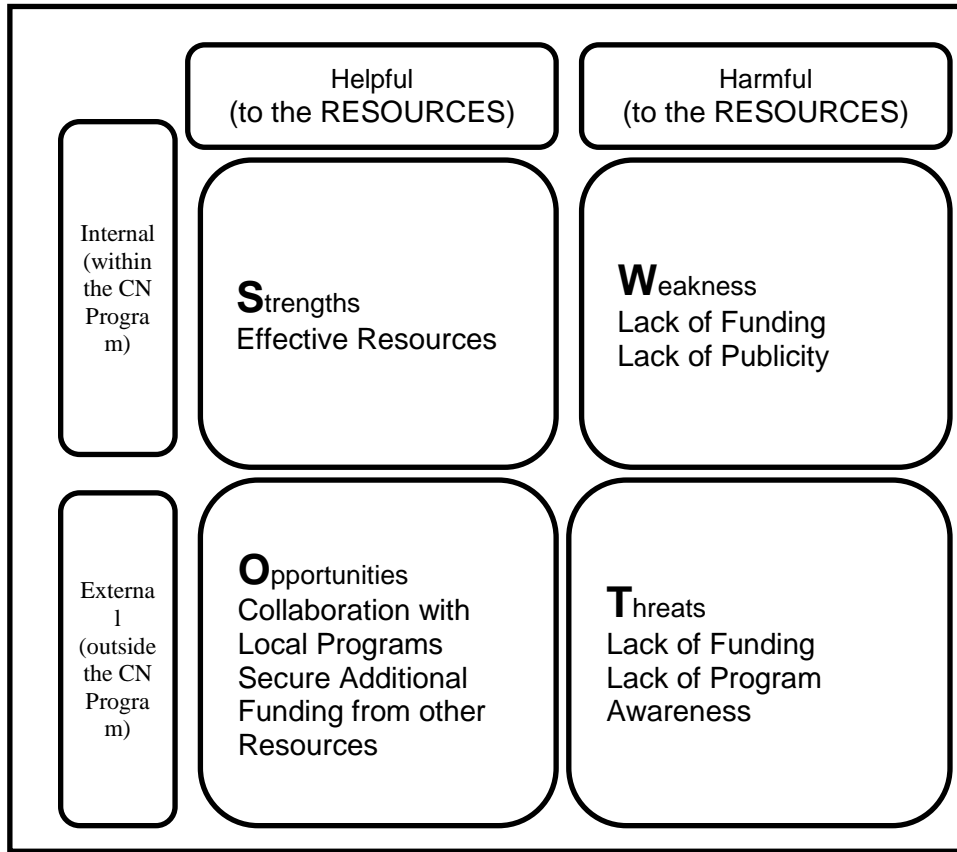 Helpful
(to the RESOURCES)
Harmful
(to the RESOURCES)
Internal
(within
the CN
Progra
m)
Strengths
Effective Resources
Weakness
Lack of Funding
Lack of Publicity
Externa
l
(outside
the CN
Progra
m)
Opportunities
Collaboration with
Local Programs
Secure Additional
Funding from other
Resources
Threats
Lack of Funding
Lack of Program
Awareness